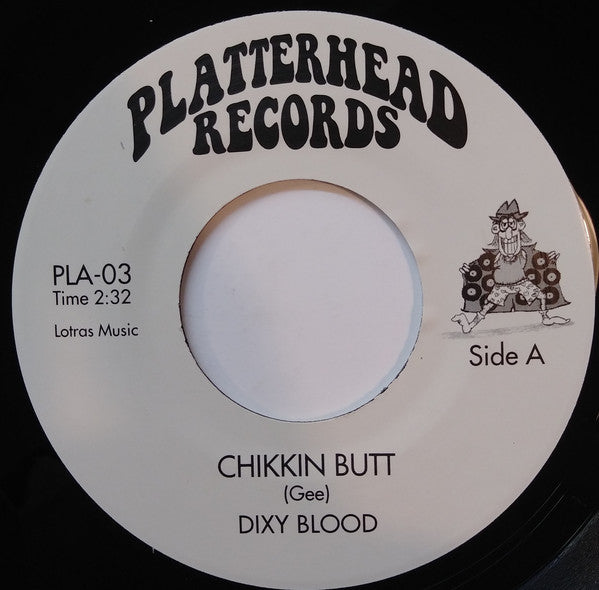 PLATTERHEAD
RECORDS
PLA-03
Time 2:32
Lotras Music
Side A
CHIKKIN BUTT
(Gee)
DIXY BLOOD